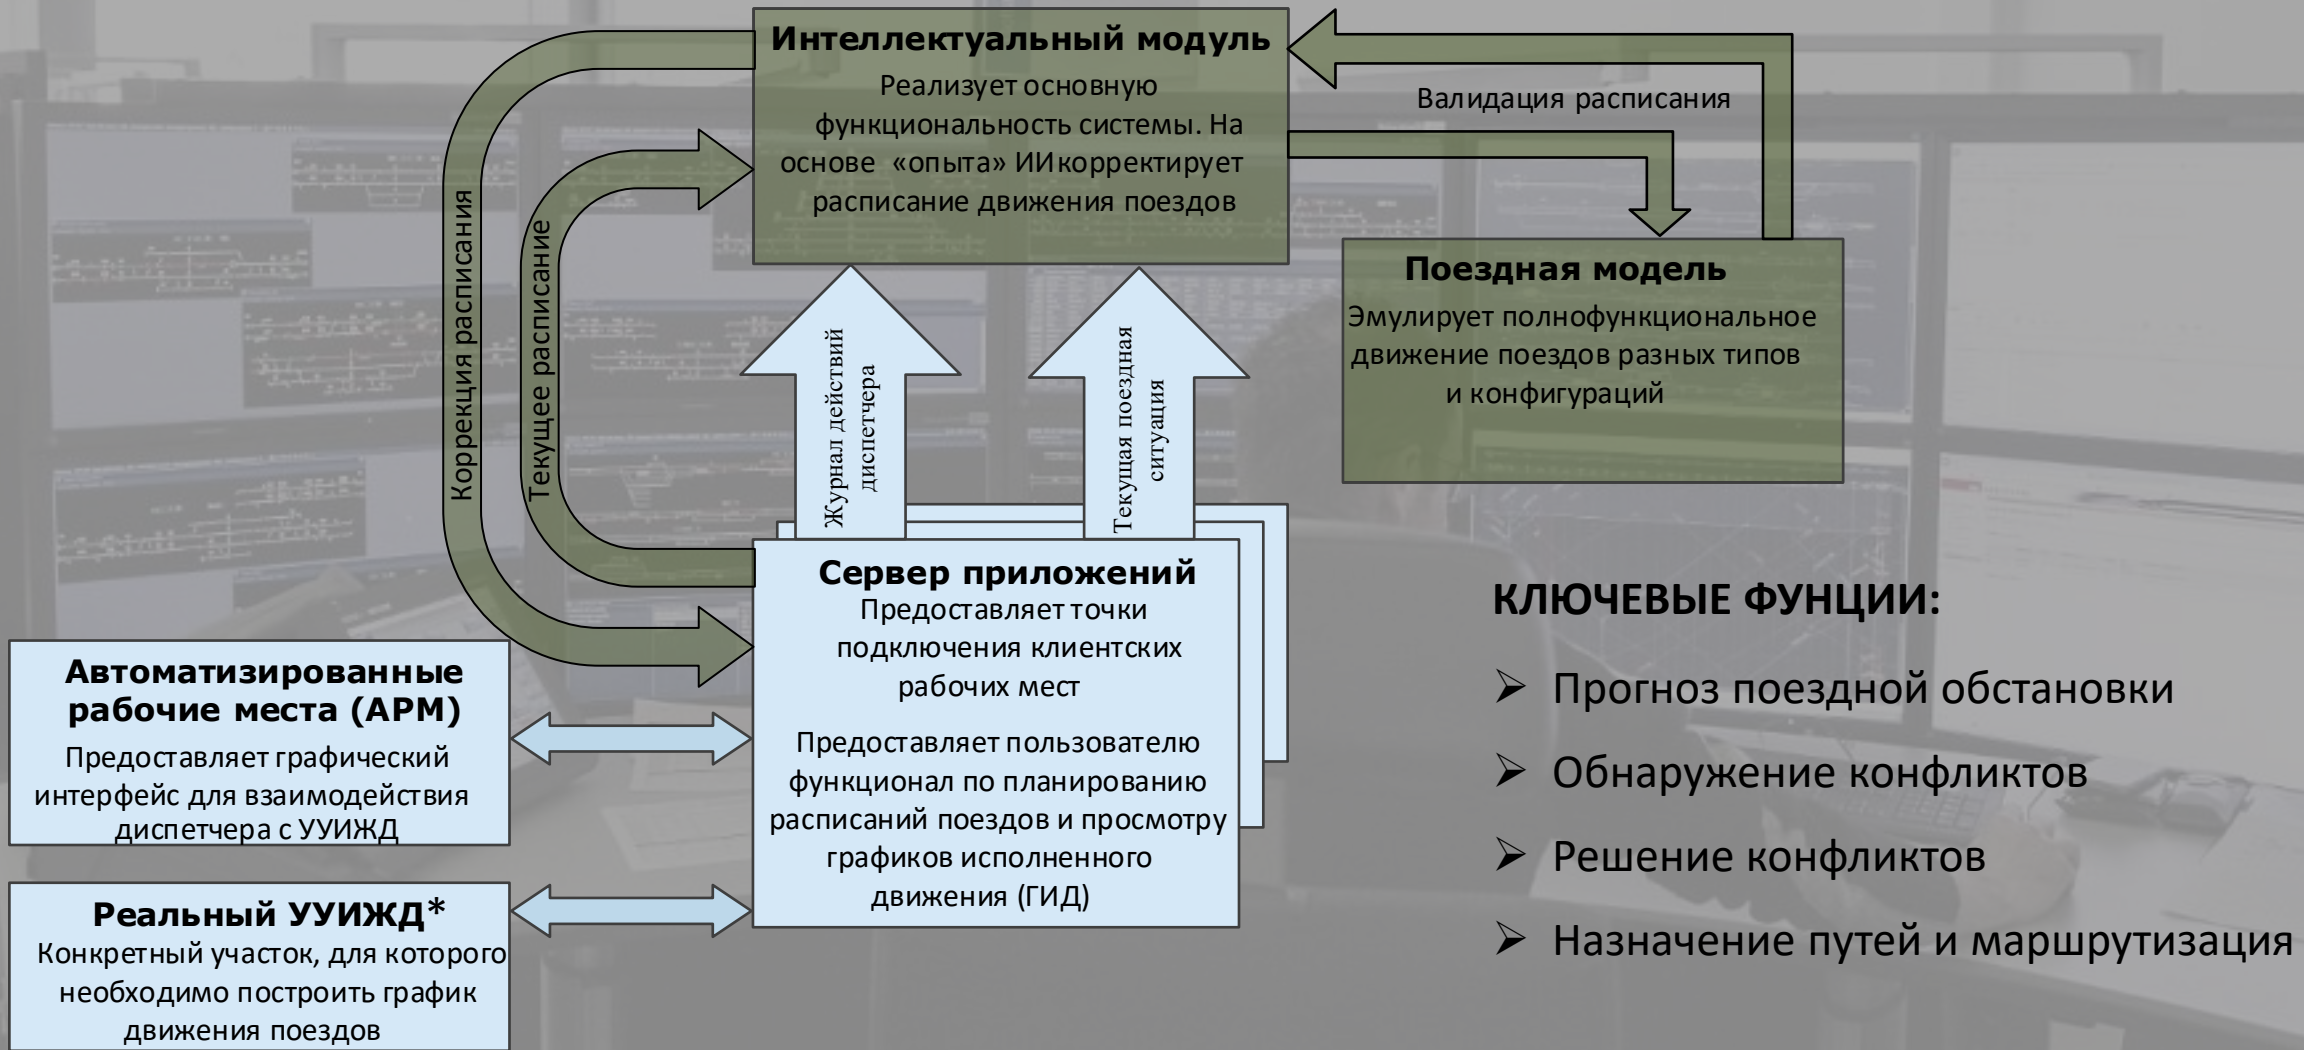 Интеллектуальный модуль
Реализует основную
функциональность системы. На
основе «опыта» ИИ корректирует
расписание движения поездов
Валидация расписания
Поездная модель
Эмулирует полнофункциональное
движение поездов разных типов
и конфигураций
Коррекция расписания
Текущее расписание
Журнал действий
диспетчера
Текущая поездная
ситуация
Сервер приложений
Предоставляет точки
подключения клиентских
рабочих мест
Предоставляет пользователю
функционал по планированию
расписаний поездов и просмотру
графиков исполненного
движения (ГИД)
Автоматизированные
рабочие места (АРМ)
Предоставляет графический
интерфейс для взаимодействия
диспетчера с УУИЖД
Реальный УУИЖД*
Конкретный участок, для которого
необходимо построить график
движения поездов
КЛЮЧЕВЫЕ ФУНЦИИ:
➢ Прогноз поездной обстановки
➢ Обнаружение конфликтов
➢ Решение конфликтов
➢ Назначение путей и маршрутизация